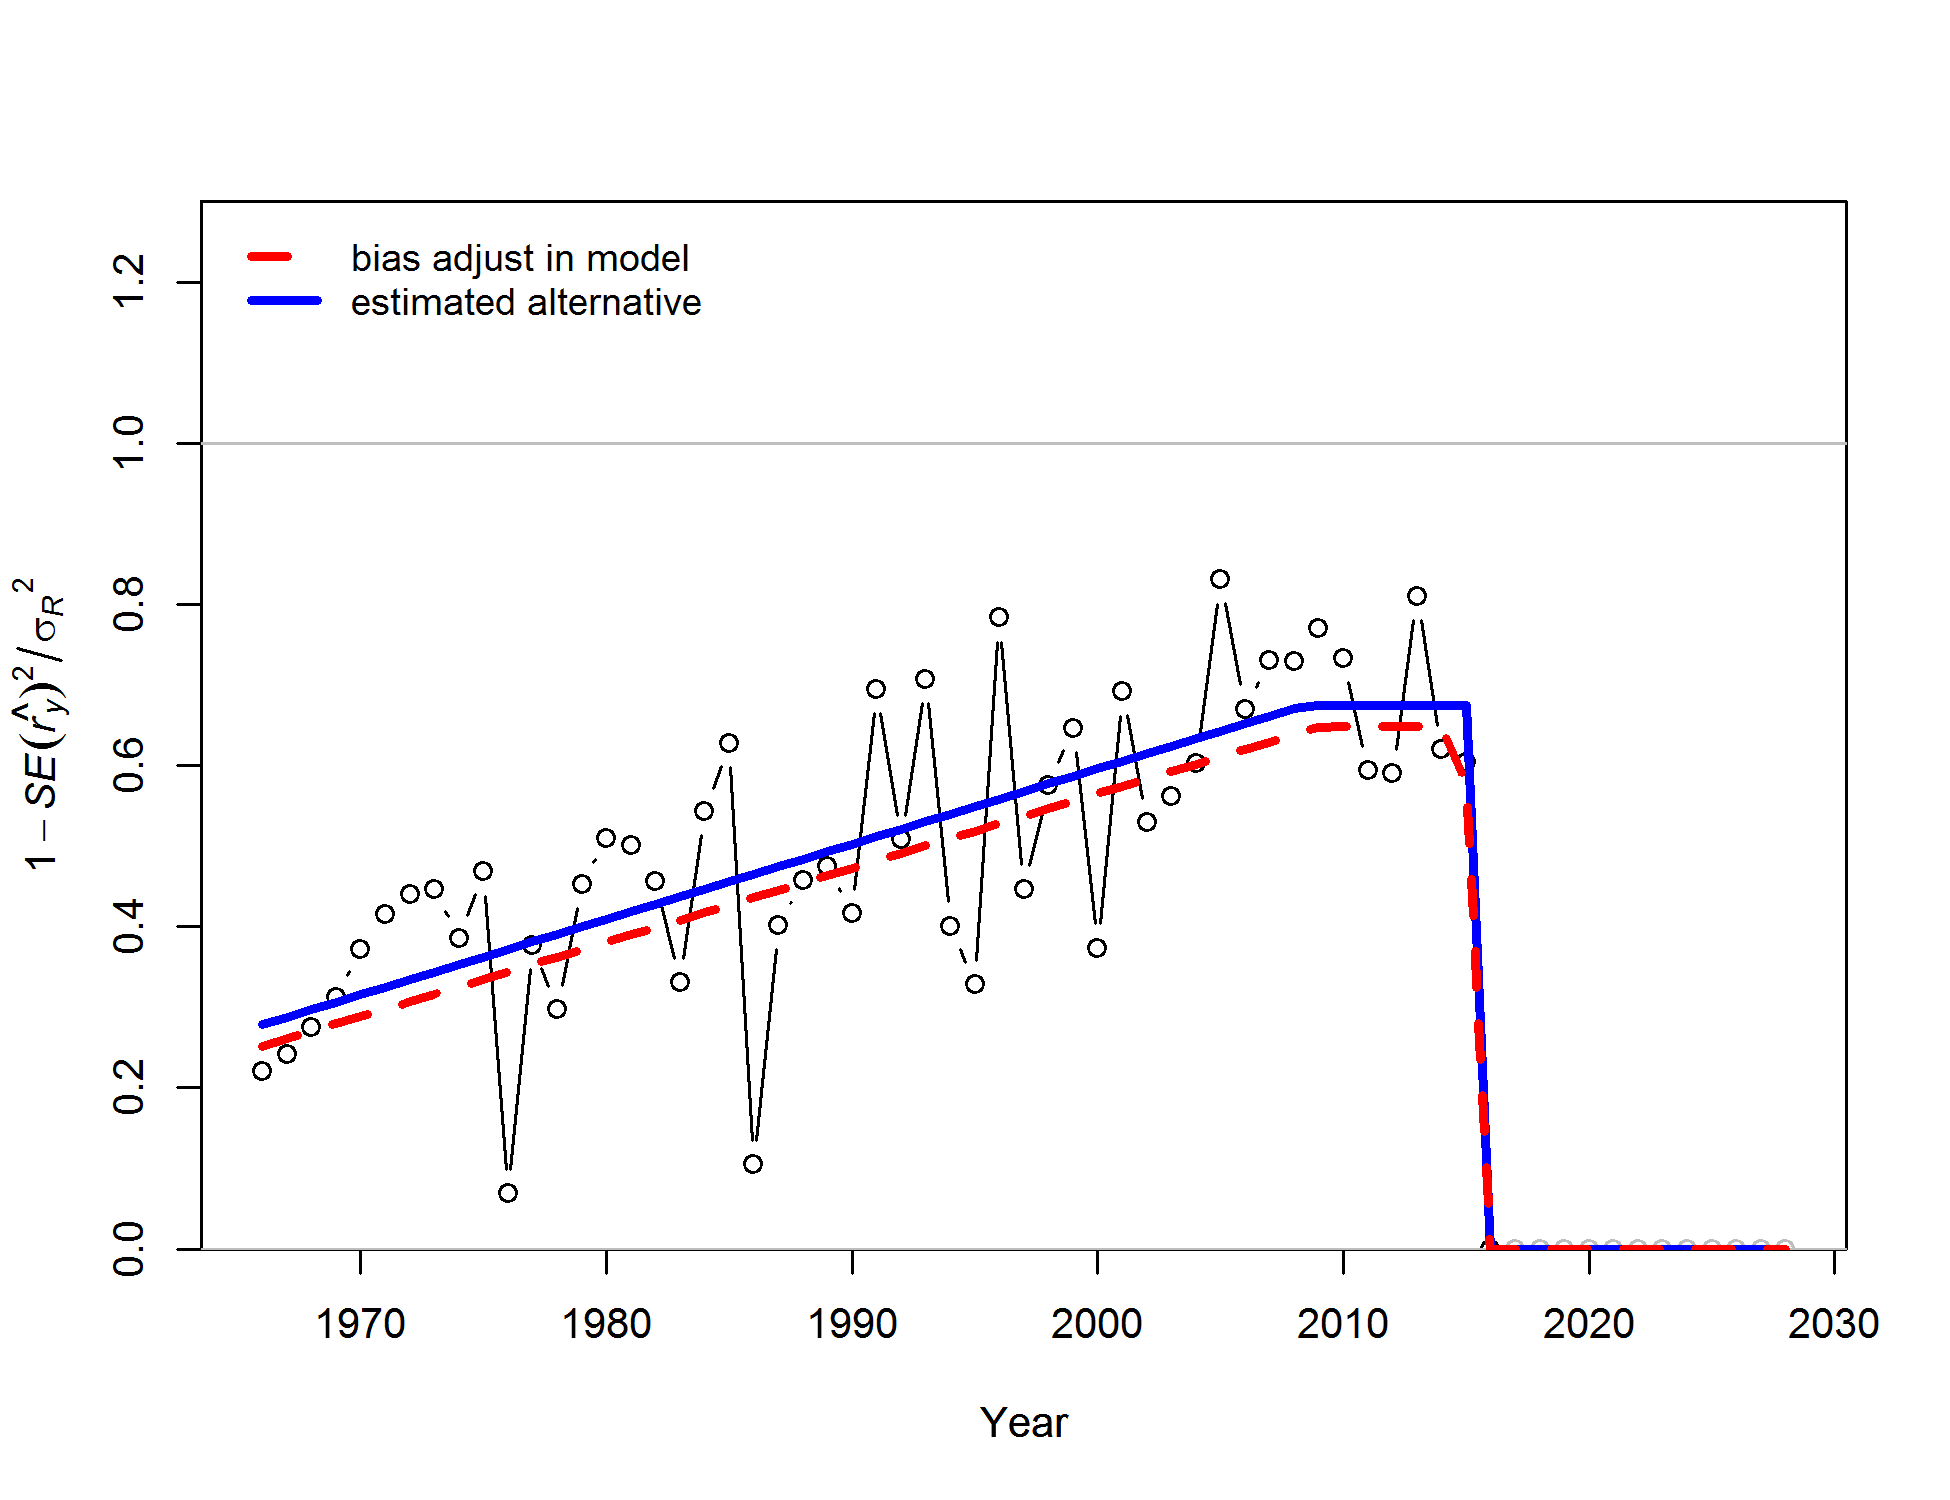 bias adjust in model
estimated alternative
1 − SE(r̂y)² / σR²
1.2
1.0
0.8
0.6
0.4
0.2
0.0
1970 1980 1990 2000 2010 2020 2030
Year